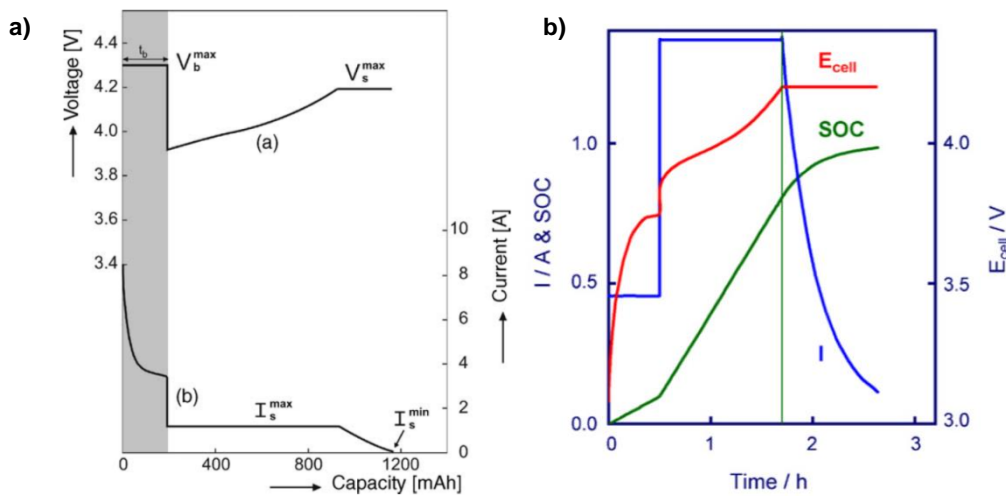 a)
Voltage [V]
4.4
4.2
4.0
3.8
3.6
3.4
t_b
V_b^max
V_s^max
(a)
(b)
I_s^max
I_s^min
10
8
6
4
2
0
Current [A]
0
400
800
1200
Capacity [mAh]
b)
I / A & SOC
1.0
0.5
0.0
E_cell
SOC
I
4.0
3.5
3.0
E_cell / V
0
1
2
3
Time / h